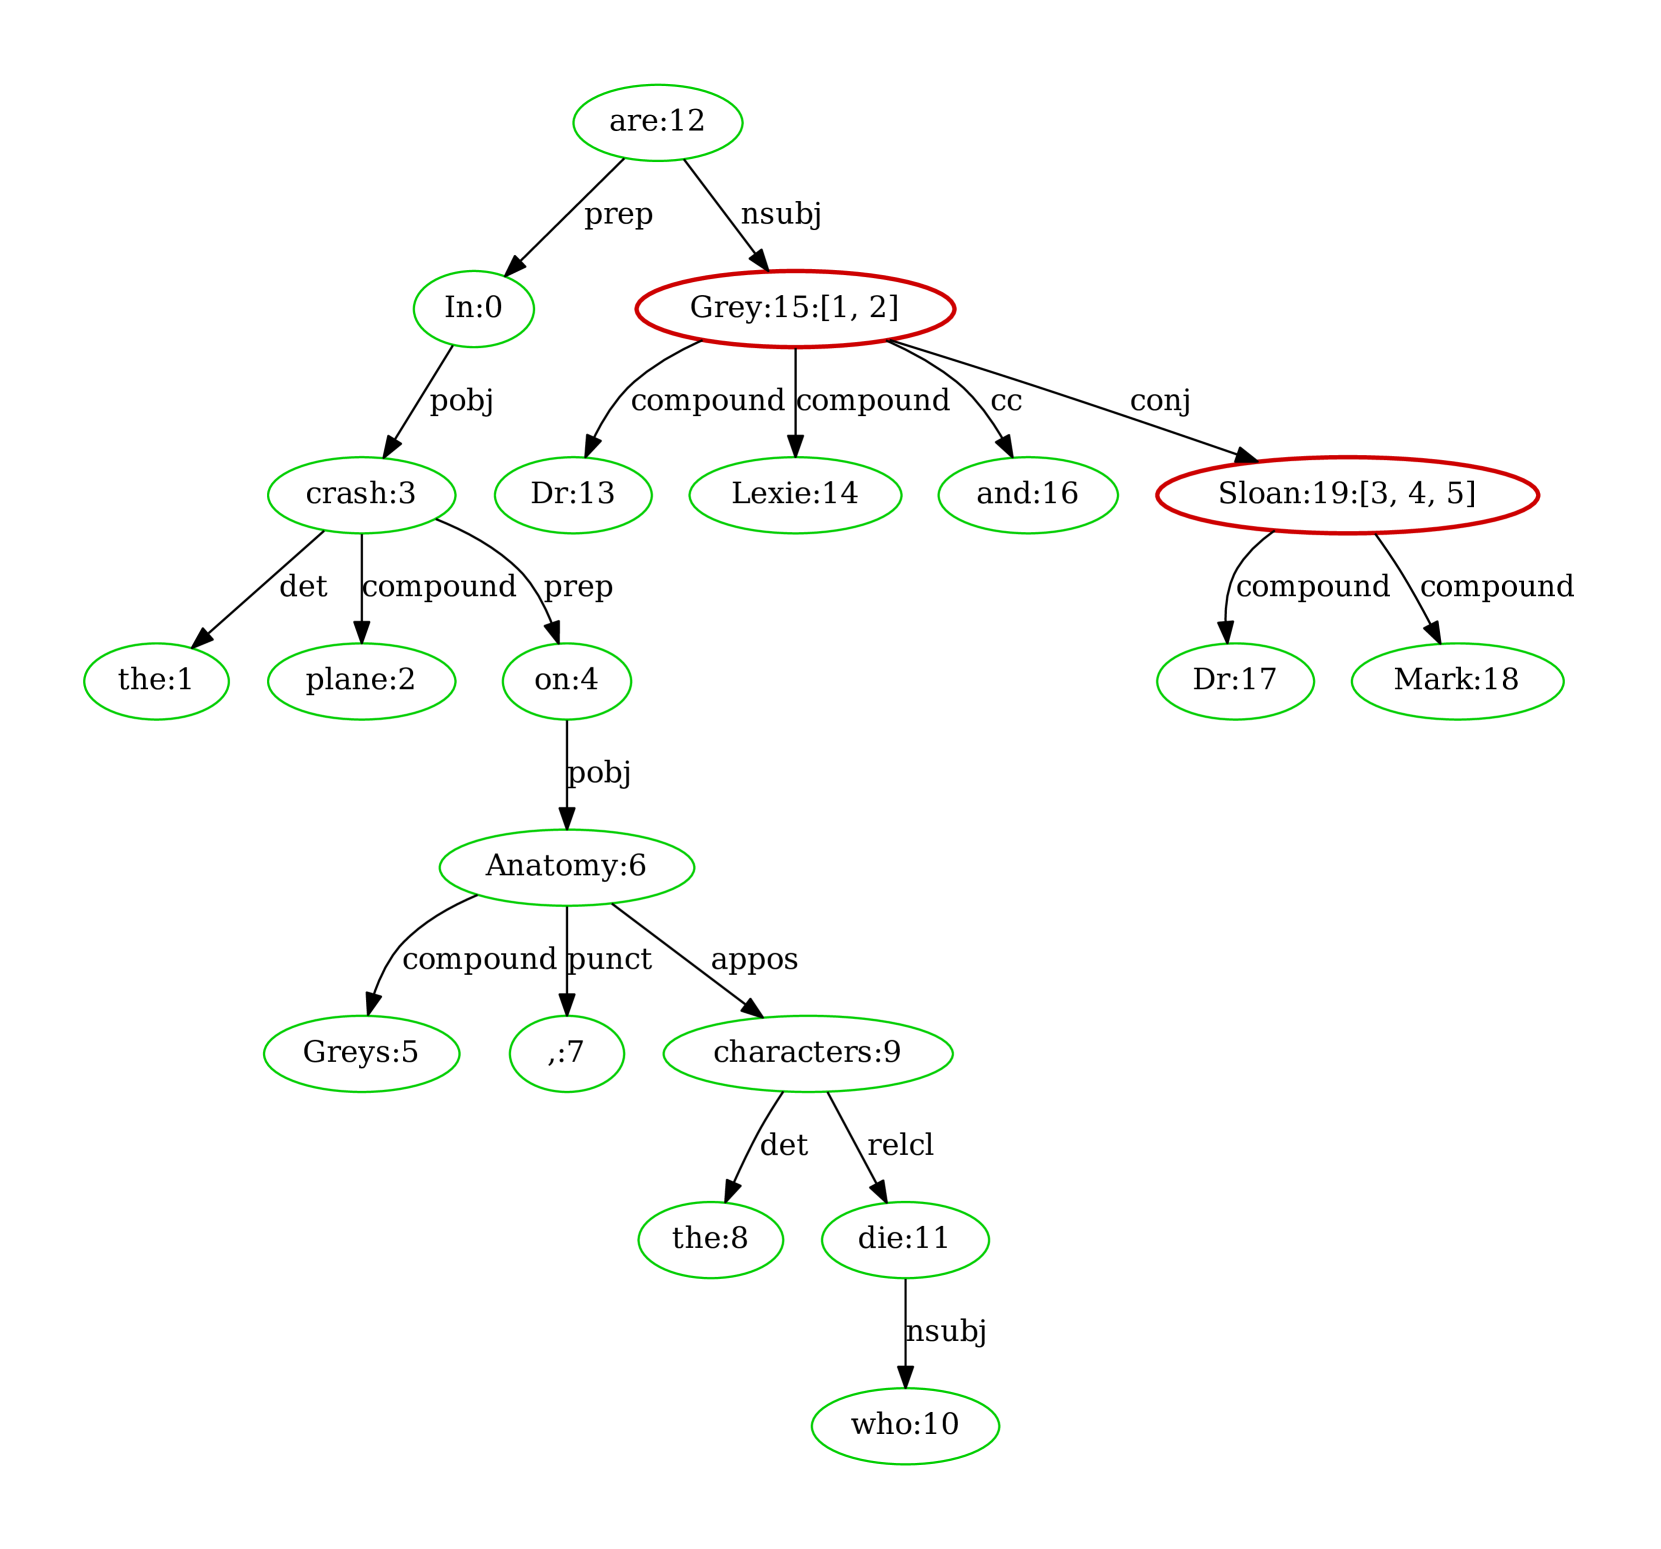 are:12
prep
nsubj
In:0
Grey:15:[1, 2]
pobj
compound
compound
cc
conj
crash:3
Dr:13
Lexie:14
and:16
Sloan:19:[3, 4, 5]
det
compound
prep
compound
compound
the:1
plane:2
on:4
Dr:17
Mark:18
pobj
Anatomy:6
compound
punct
appos
Greys:5
,:7
characters:9
det
relcl
the:8
die:11
nsubj
who:10